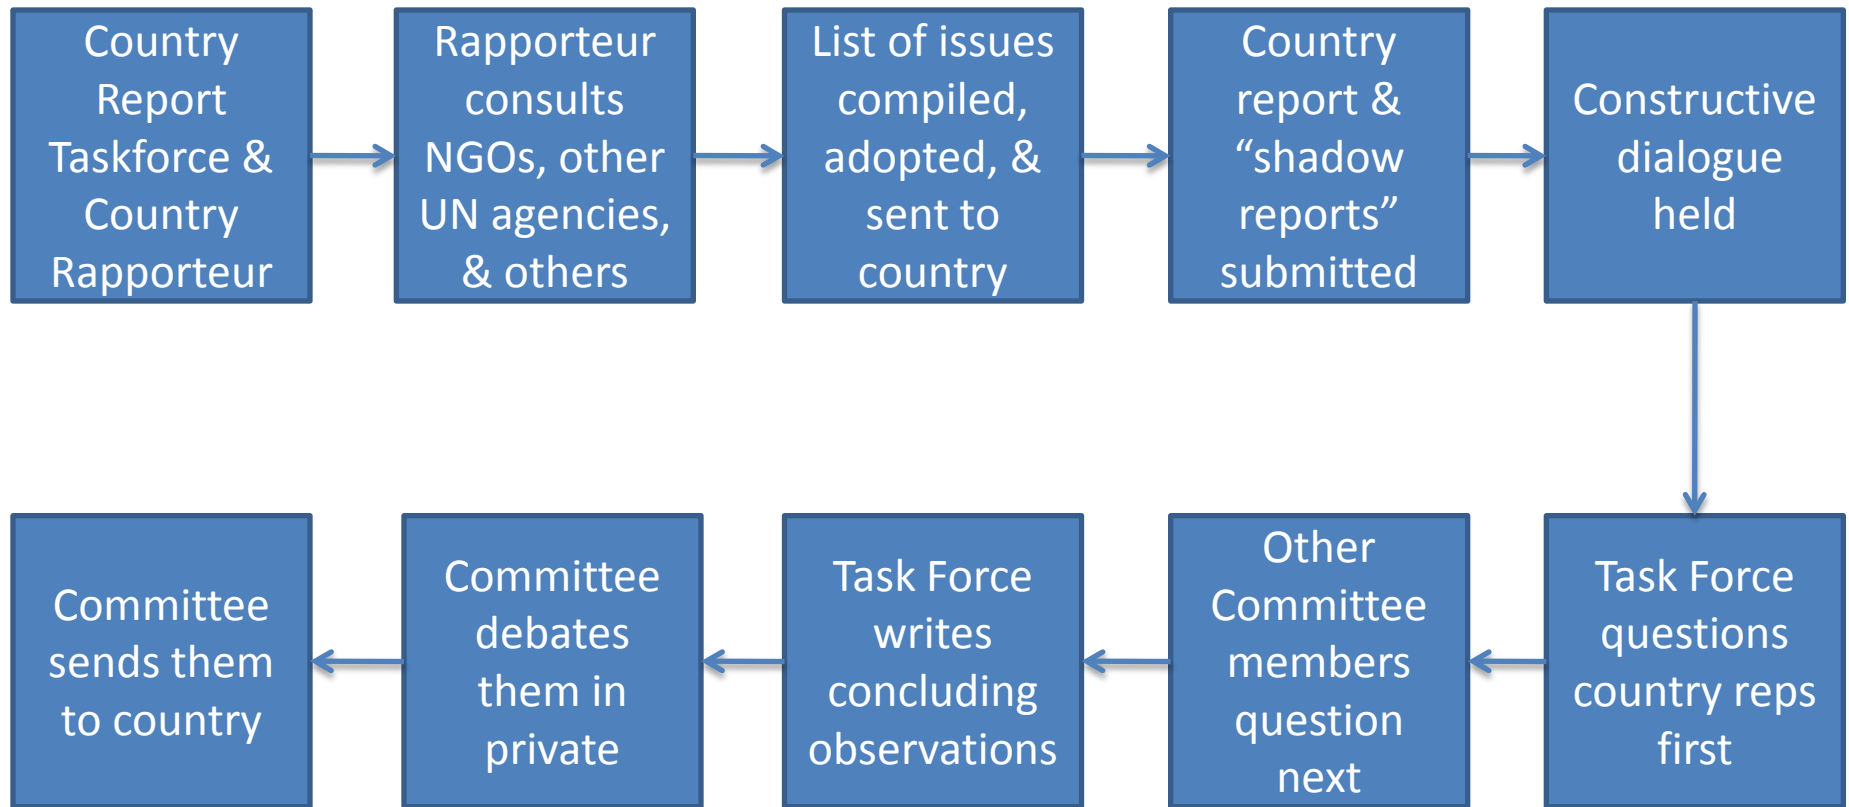 Country
Report
Taskforce &
Country
Rapporteur
Rapporteur
consults
NGOs, other
UN agencies,
& others
List of issues
compiled,
adopted, &
sent to
country
Country
report &
“shadow
reports”
submitted
Constructive
dialogue
held
Task Force
questions
country reps
first
Other
Committee
members
question
next
Task Force
writes
concluding
observations
Committee
debates
them in
private
Committee
sends them
to country